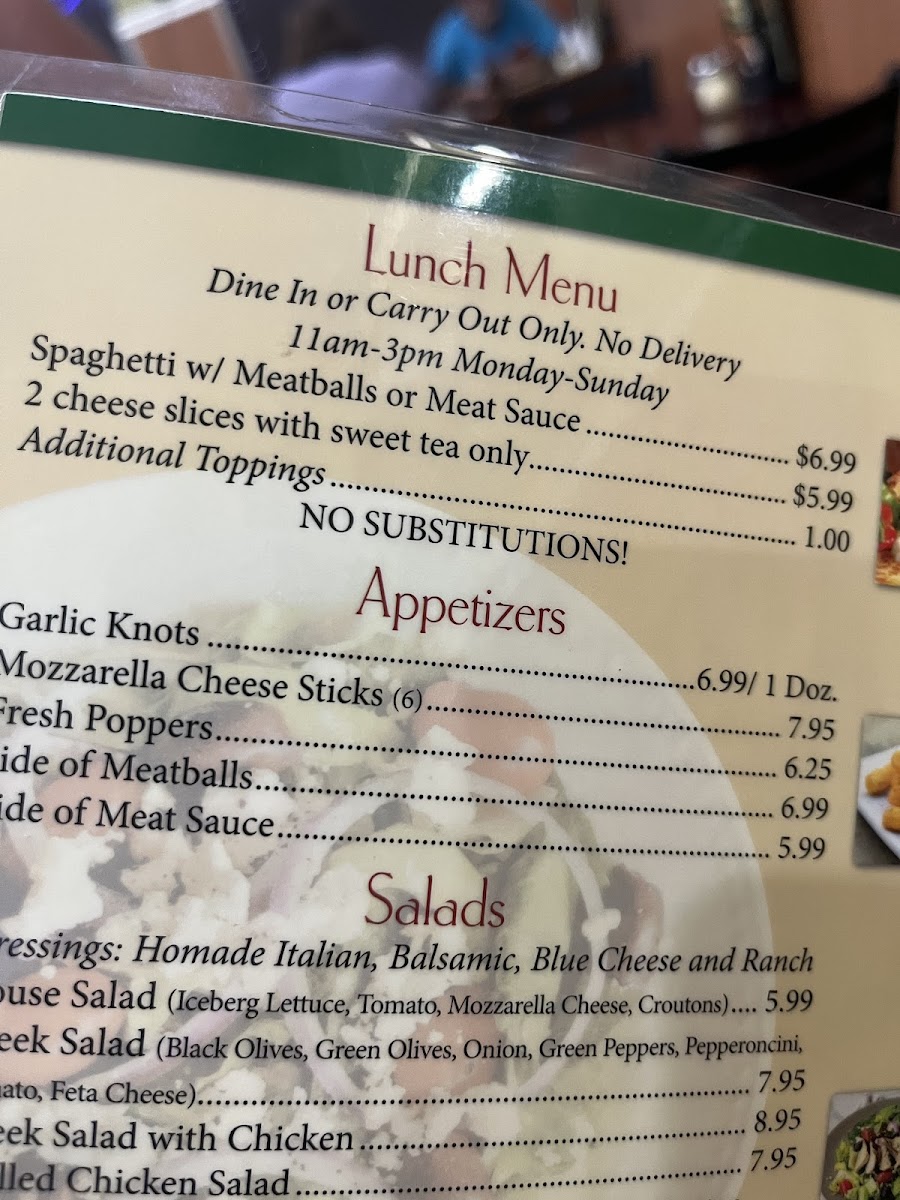 Lunch Menu
Dine In or Carry Out Only. No Delivery
11am-3pm Monday-Sunday
Spaghetti w/ Meatballs or Meat Sauce ........................ $6.99
2 cheese slices with sweet tea only............................... $5.99
Additional Toppings....................................................... 1.00
NO SUBSTITUTIONS!
Appetizers
Garlic Knots .........................................................6.99/ 1 Doz.
Mozzarella Cheese Sticks (6)......................................... 7.95
Fresh Poppers.................................................................. 6.25
ide of Meatballs............................................................. 6.99
ide of Meat Sauce.......................................................... 5.99
Salads
ressings: Homade Italian, Balsamic, Blue Cheese and Ranch
ouse Salad (Iceberg Lettuce, Tomato, Mozzarella Cheese, Croutons).... 5.99
eek Salad (Black Olives, Green Olives, Onion, Green Peppers, Pepperoncini,
ato, Feta Cheese)................................................................. 7.95
eek Salad with Chicken ............................................. 8.95
lled Chicken Salad .................................................... 7.95